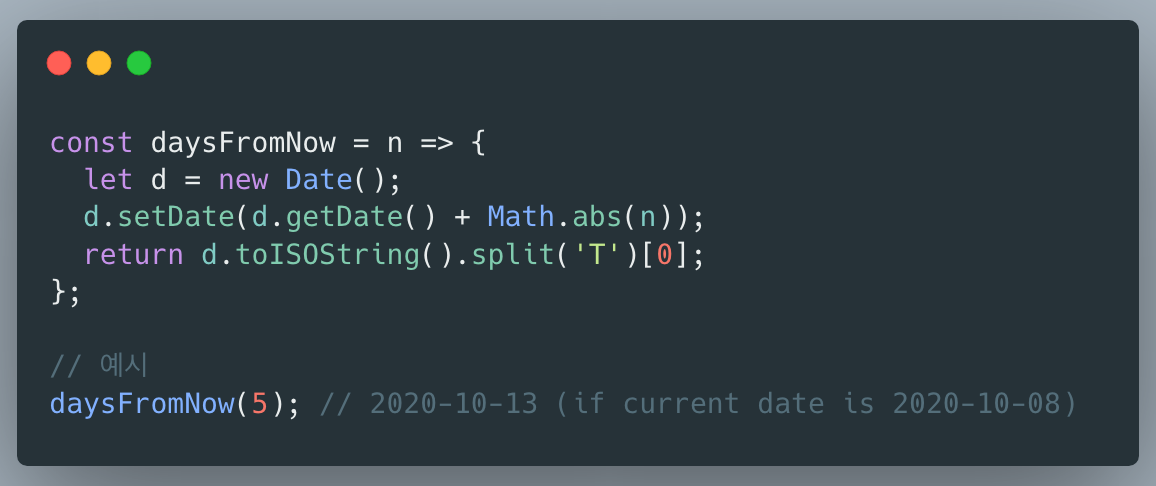 const daysFromNow = n => {
  let d = new Date();
  d.setDate(d.getDate() + Math.abs(n));
  return d.toISOString().split('T')[0];
};

// 예시
daysFromNow(5); // 2020-10-13 (if current date is 2020-10-08)